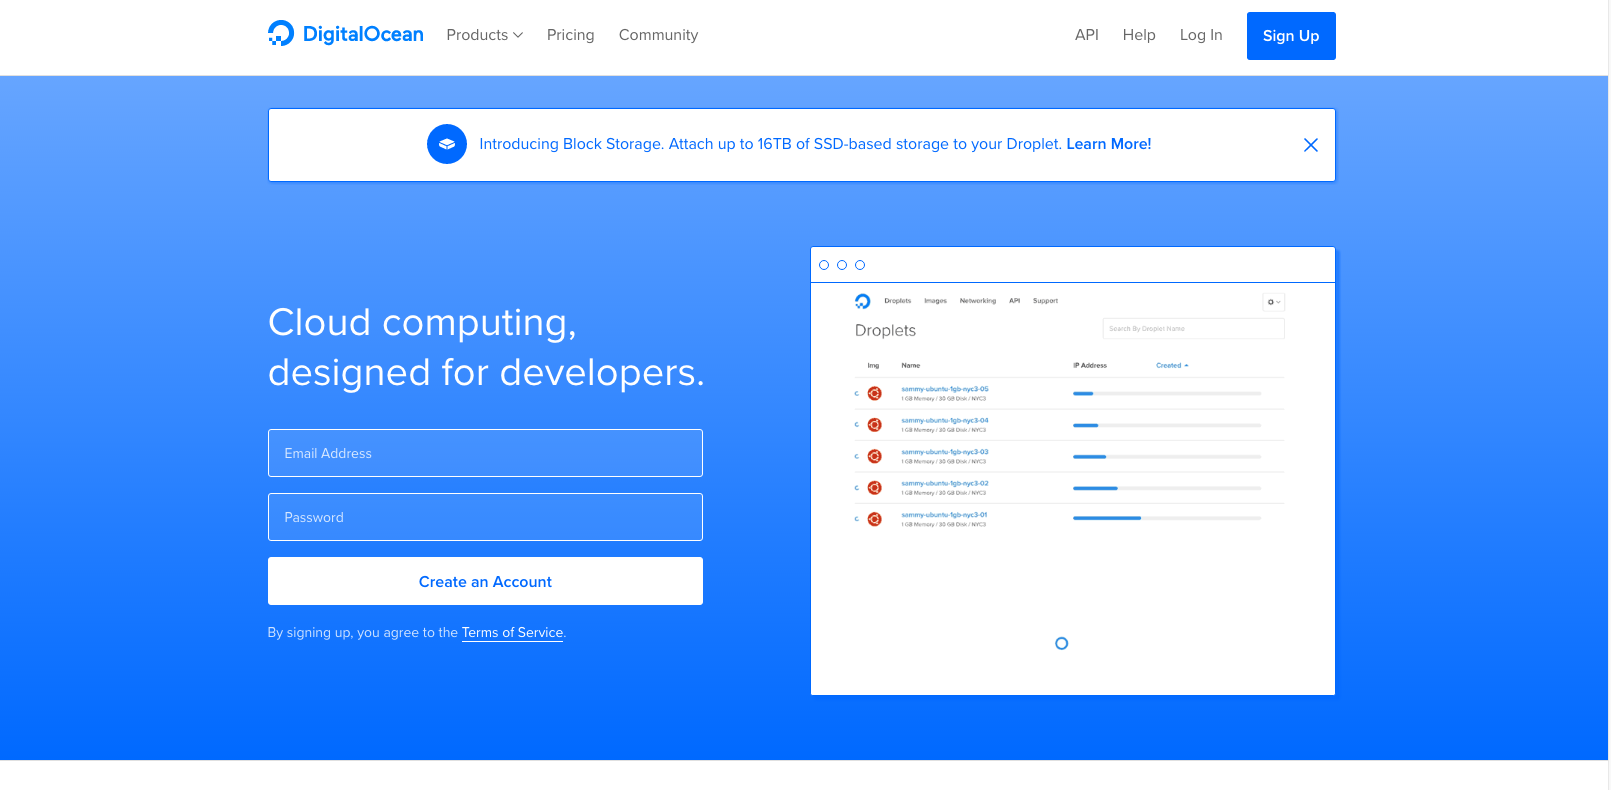 DigitalOcean Products Pricing Community API Help Log In Sign Up
Introducing Block Storage. Attach up to 16TB of SSD-based storage to your Droplet. Learn More!
Cloud computing,
designed for developers.
Email Address
Password
Create an Account
By signing up, you agree to the Terms of Service.
Droplets Images Networking API Support
Droplets
Search By Droplet Name
Img Name IP Address Created
sammy-ubuntu-1gb-nyc3-05
1 GB Memory / 30 GB Disk / NYC3
sammy-ubuntu-1gb-nyc3-04
1 GB Memory / 30 GB Disk / NYC3
sammy-ubuntu-1gb-nyc3-03
1 GB Memory / 30 GB Disk / NYC3
sammy-ubuntu-1gb-nyc3-02
1 GB Memory / 30 GB Disk / NYC3
sammy-ubuntu-1gb-nyc3-01
1 GB Memory / 30 GB Disk / NYC3